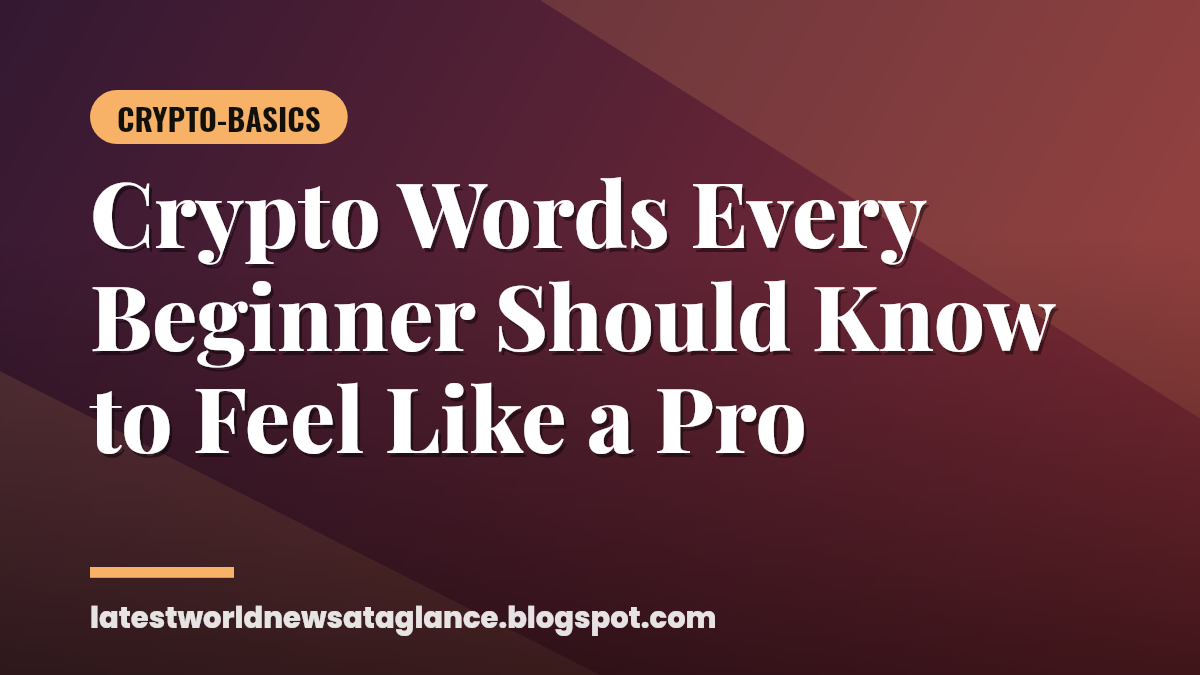 CRYPTO-BASICS
Crypto Words Every
Beginner Should Know
to Feel Like a Pro
latestworldnewsataglance.blogspot.com